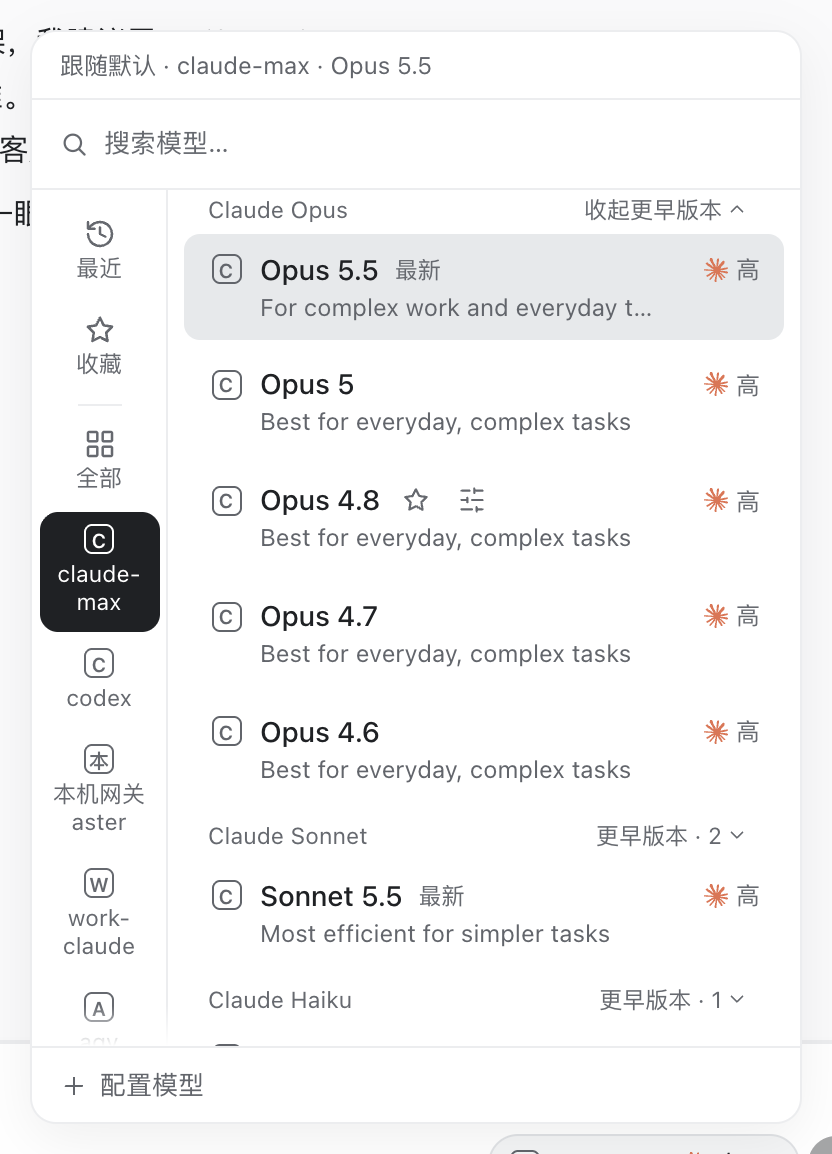 跟随默认 · claude-max · Opus 5.5
搜索模型...
最近
收藏
全部
C
claude-
max
C
codex
本
本机网关
aster
W
work-
claude
A
Claude Opus 收起更早版本
C Opus 5.5 最新 高
For complex work and everyday t...
C Opus 5 高
Best for everyday, complex tasks
C Opus 4.8 高
Best for everyday, complex tasks
C Opus 4.7 高
Best for everyday, complex tasks
C Opus 4.6 高
Best for everyday, complex tasks
Claude Sonnet 更早版本 · 2
C Sonnet 5.5 最新 高
Most efficient for simpler tasks
Claude Haiku 更早版本 · 1
+ 配置模型
客